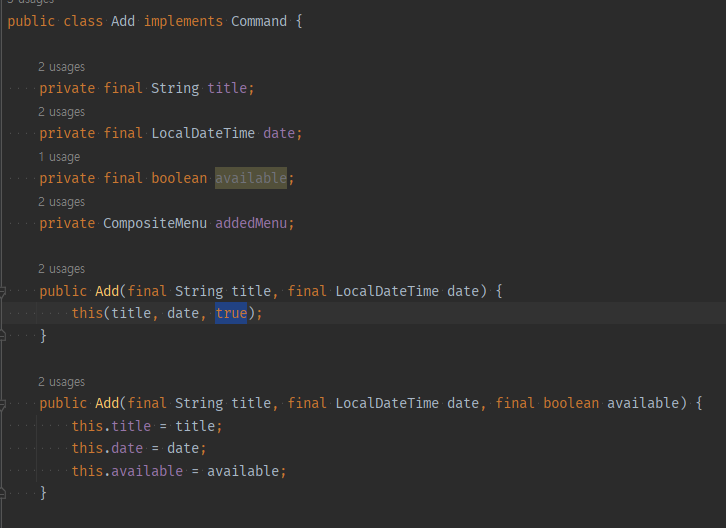 3 usages
public class Add implements Command {
2 usages
private final String title;
2 usages
private final LocalDateTime date;
1 usage
private final boolean available;
2 usages
private CompositeMenu addedMenu;
2 usages
public Add(final String title, final LocalDateTime date) {
this(title, date, true);
}
2 usages
public Add(final String title, final LocalDateTime date, final boolean available) {
this.title = title;
this.date = date;
this.available = available;
}